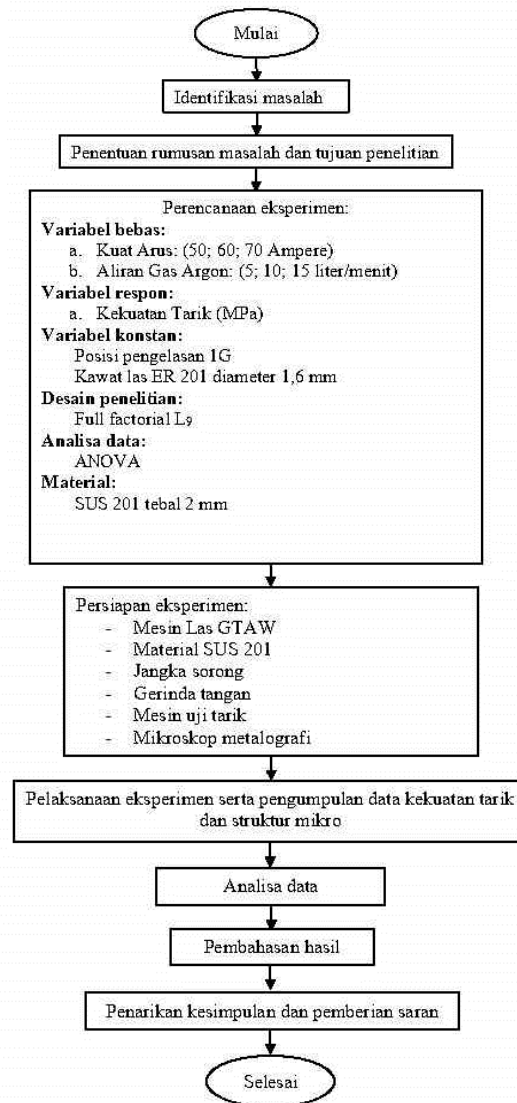 Mulai
Identifikasi masalah
Penentuan rumusan masalah dan tujuan penelitian
Perencanaan eksperimen:
Variabel bebas:
a. Kuat Arus: (50; 60; 70 Ampere)
b. Aliran Gas Argon: (5; 10; 15 liter/menit)
Variabel respon:
a. Kekuatan Tarik (MPa)
Variabel konstan:
Posisi pengelasan 1G
Kawat las ER 201 diameter 1,6 mm
Desain penelitian:
Full factorial L9
Analisa data:
ANOVA
Material:
SUS 201 tebal 2 mm
Persiapan eksperimen:
- Mesin Las GTAW
- Material SUS 201
- Jangka sorong
- Gerinda tangan
- Mesin uji tarik
- Mikroskop metalografi
Pelaksanaan eksperimen serta pengumpulan data kekuatan tarik
dan struktur mikro
Analisa data
Pembahasan hasil
Penarikan kesimpulan dan pemberian saran
Selesai